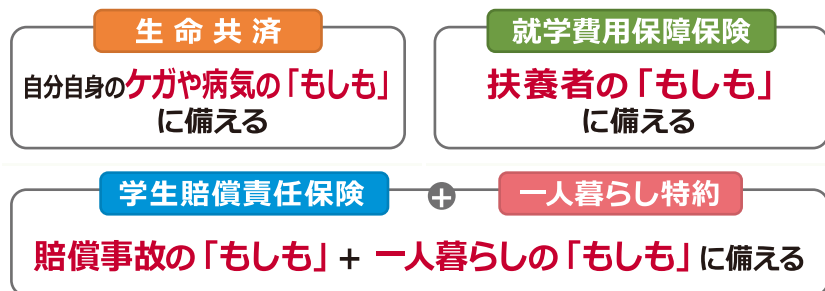 生命共済
自分自身のケガや病気の「もしも」
に備える
就学費用保障保険
扶養者の「もしも」
に備える
学生賠償責任保険 + 一人暮らし特約
賠償事故の「もしも」+ 一人暮らしの「もしも」に備える